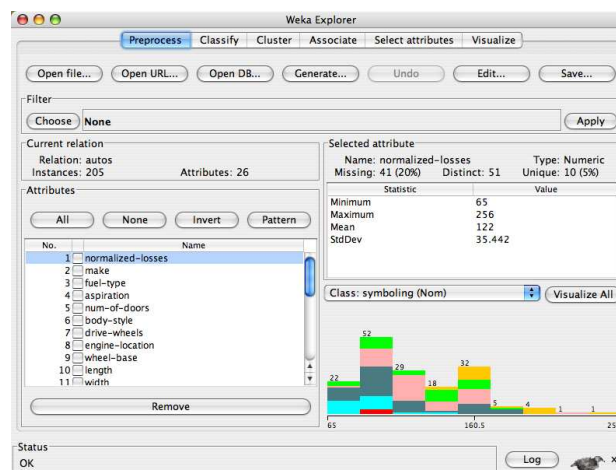 Weka Explorer
Preprocess Classify Cluster Associate Select attributes Visualize
Open file... Open URL... Open DB... Generate... Undo Edit... Save...
Filter
Choose None Apply
Current relation
Relation: autos
Instances: 205 Attributes: 26
Attributes
All None Invert Pattern
No. Name
1 normalized-losses
2 make
3 fuel-type
4 aspiration
5 num-of-doors
6 body-style
7 drive-wheels
8 engine-location
9 wheel-base
10 length
11 width
Remove
Selected attribute
Name: normalized-losses Type: Numeric
Missing: 41 (20%) Distinct: 51 Unique: 10 (5%)
Statistic Value
Minimum 65
Maximum 256
Mean 122
StdDev 35.442
Class: symboling (Nom) Visualize All
22 52 29 18 32 5 4 1 1
65 160.5
Status
OK
Log x